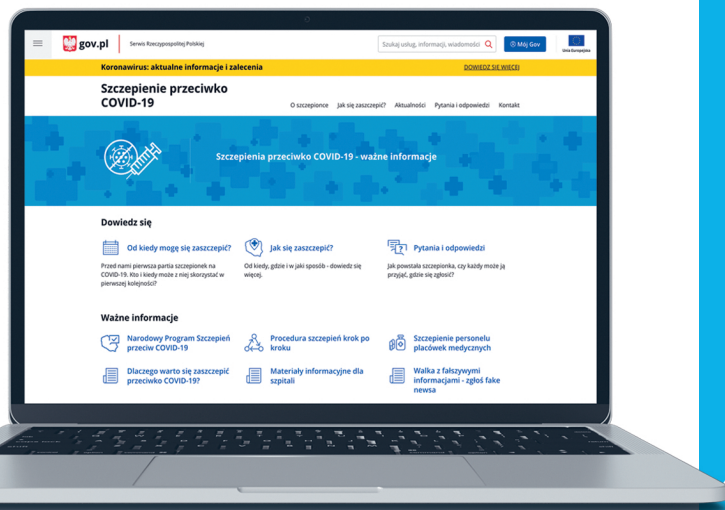 gov.pl
Serwis Rzeczypospolitej Polskiej
Szukaj usług, informacji, wiadomości
Mój Gov
Unia Europejska
Koronawirus: aktualne informacje i zalecenia
DOWIEDZ SIĘ WIĘCEJ
Szczepienie przeciwko
COVID-19
O szczepionce Jak się zaszczepić? Aktualności Pytania i odpowiedzi Kontakt
Szczepienia przeciwko COVID-19 - ważne informacje
Dowiedz się
Od kiedy mogę się zaszczepić?
Przed nami pierwsza partia szczepionek na
COVID-19. Kto i kiedy może z niej skorzystać w
pierwszej kolejności?
Jak się zaszczepić?
Od kiedy, gdzie i w jaki sposób - dowiedz się
więcej.
Pytania i odpowiedzi
Jak powstała szczepionka, czy każdy może ją
przyjąć, gdzie się zgłosić?
Ważne informacje
Narodowy Program Szczepień
przeciw COVID-19
Procedura szczepień krok po
kroku
Szczepienie personelu
placówek medycznych
Dlaczego warto się zaszczepić
przeciwko COVID-19?
Materiały informacyjne dla
szpitali
Walka z fałszywymi
informacjami - zgłoś fake
newsa